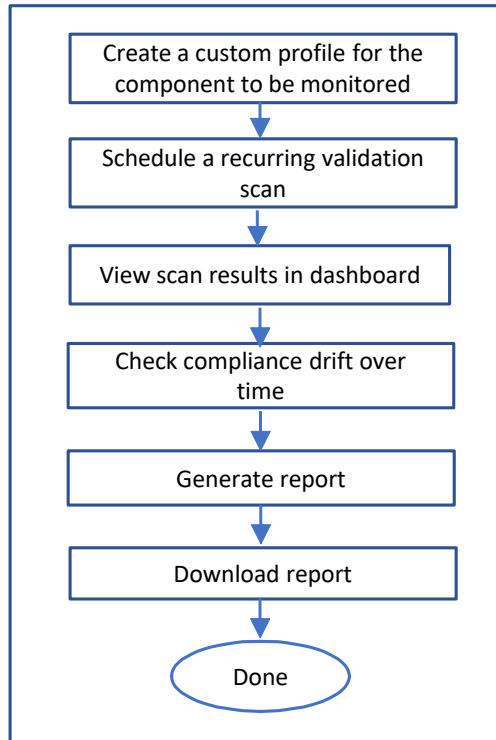 Create a custom profile for the
component to be monitored
Schedule a recurring validation
scan
View scan results in dashboard
Check compliance drift over
time
Generate report
Download report
Done